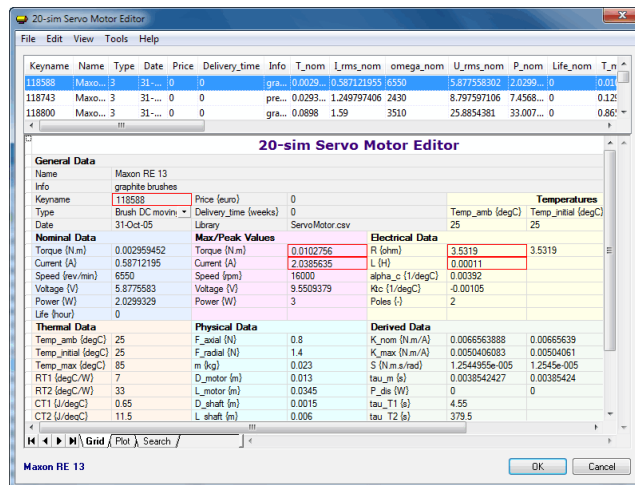 20-sim Servo Motor Editor
File Edit View Tools Help
Keyname Name Type Date Price Delivery_time Info T_nom I_rms_nom omega_nom U_rms_nom P_nom Life_nom
118588 Maxo... 3 31-... 0 0 gra... 0.0029... 0.587121955 6550 5.877558302 2.0299... 0
118743 Maxo... 3 31-... 0 0 pre... 0.0293... 1.249797406 2430 8.797597106 7.4568... 0
118800 Maxo... 3 31-... 0 0 gra... 0.0898 1.59 3510 25.8854381 33.007... 0
20-sim Servo Motor Editor
General Data
Name Maxon RE 13
Info graphite brushes
Keyname 118588 Price {euro} 0 Temperatures
Type Brush DC moving Delivery_time {weeks} 0 Temp_amb {degC} Temp_initial {degC}
Date 31-Oct-05 Library ServoMotor.csv 25 25
Nominal Data Max/Peak Values Electrical Data
Torque {N.m} 0.002959452 Torque {N.m} 0.0102756 R {ohm} 3.5319 3.5319
Current {A} 0.58712195 Current {A} 2.0385635 L {H} 0.00011
Speed {rev/min} 6550 Speed {rpm} 16000 alpha_c {1/degC} 0.00392
Voltage {V} 5.8775583 Voltage {V} 9.5509379 Ktc {1/degC} -0.00105
Power {W} 2.0299329 Power {W} 3 Poles {-} 2
Life {hour} 0
Thermal Data Physical Data Derived Data
Temp_amb {degC} 25 F_axial {N} 0.8 K_nom {N.m/A} 0.0066563888 0.00665639
Temp_initial {degC} 25 F_radial {N} 1.4 K_max {N.m/A} 0.0050406083 0.00504061
Temp_max {degC} 85 m {kg} 0.023 S {N.m.s/rad} 1.2544955e-005 1.2545e-005
RT1 {degC/W} 7 D_motor {m} 0.013 tau_m {s} 0.0038542427 0.00385424
RT2 {degC/W} 33 L_motor {m} 0.0345 P_dis {W} 0 0
CT1 {J/degC} 0.65 D_shaft {m} 0.0015 tau_T1 {s} 4.55
CT2 {J/degC} 11.5 L_shaft {m} 0.006 tau_T2 {s} 379.5
Grid Plot Search
Maxon RE 13 OK Cancel